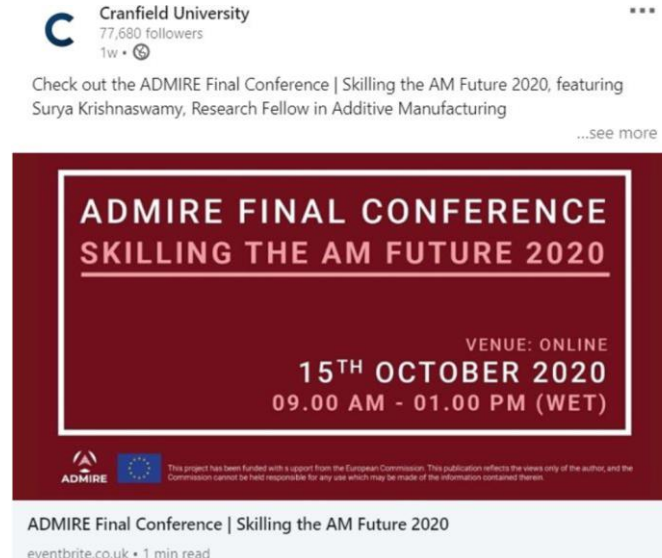 Cranfield University
77,680 followers
1w •
Check out the ADMIRE Final Conference | Skilling the AM Future 2020, featuring
Surya Krishnaswamy, Research Fellow in Additive Manufacturing
...see more
ADMIRE FINAL CONFERENCE
SKILLING THE AM FUTURE 2020
VENUE: ONLINE
15TH OCTOBER 2020
09.00 AM - 01.00 PM (WET)
ADMIRE
This project has been funded with s upport from the European Commission. This publication reflects the views only of the author, and the
Commission cannot be held responsible for any use which may be made of the information contained therein.
ADMIRE Final Conference | Skilling the AM Future 2020
eventbrite.co.uk • 1 min read